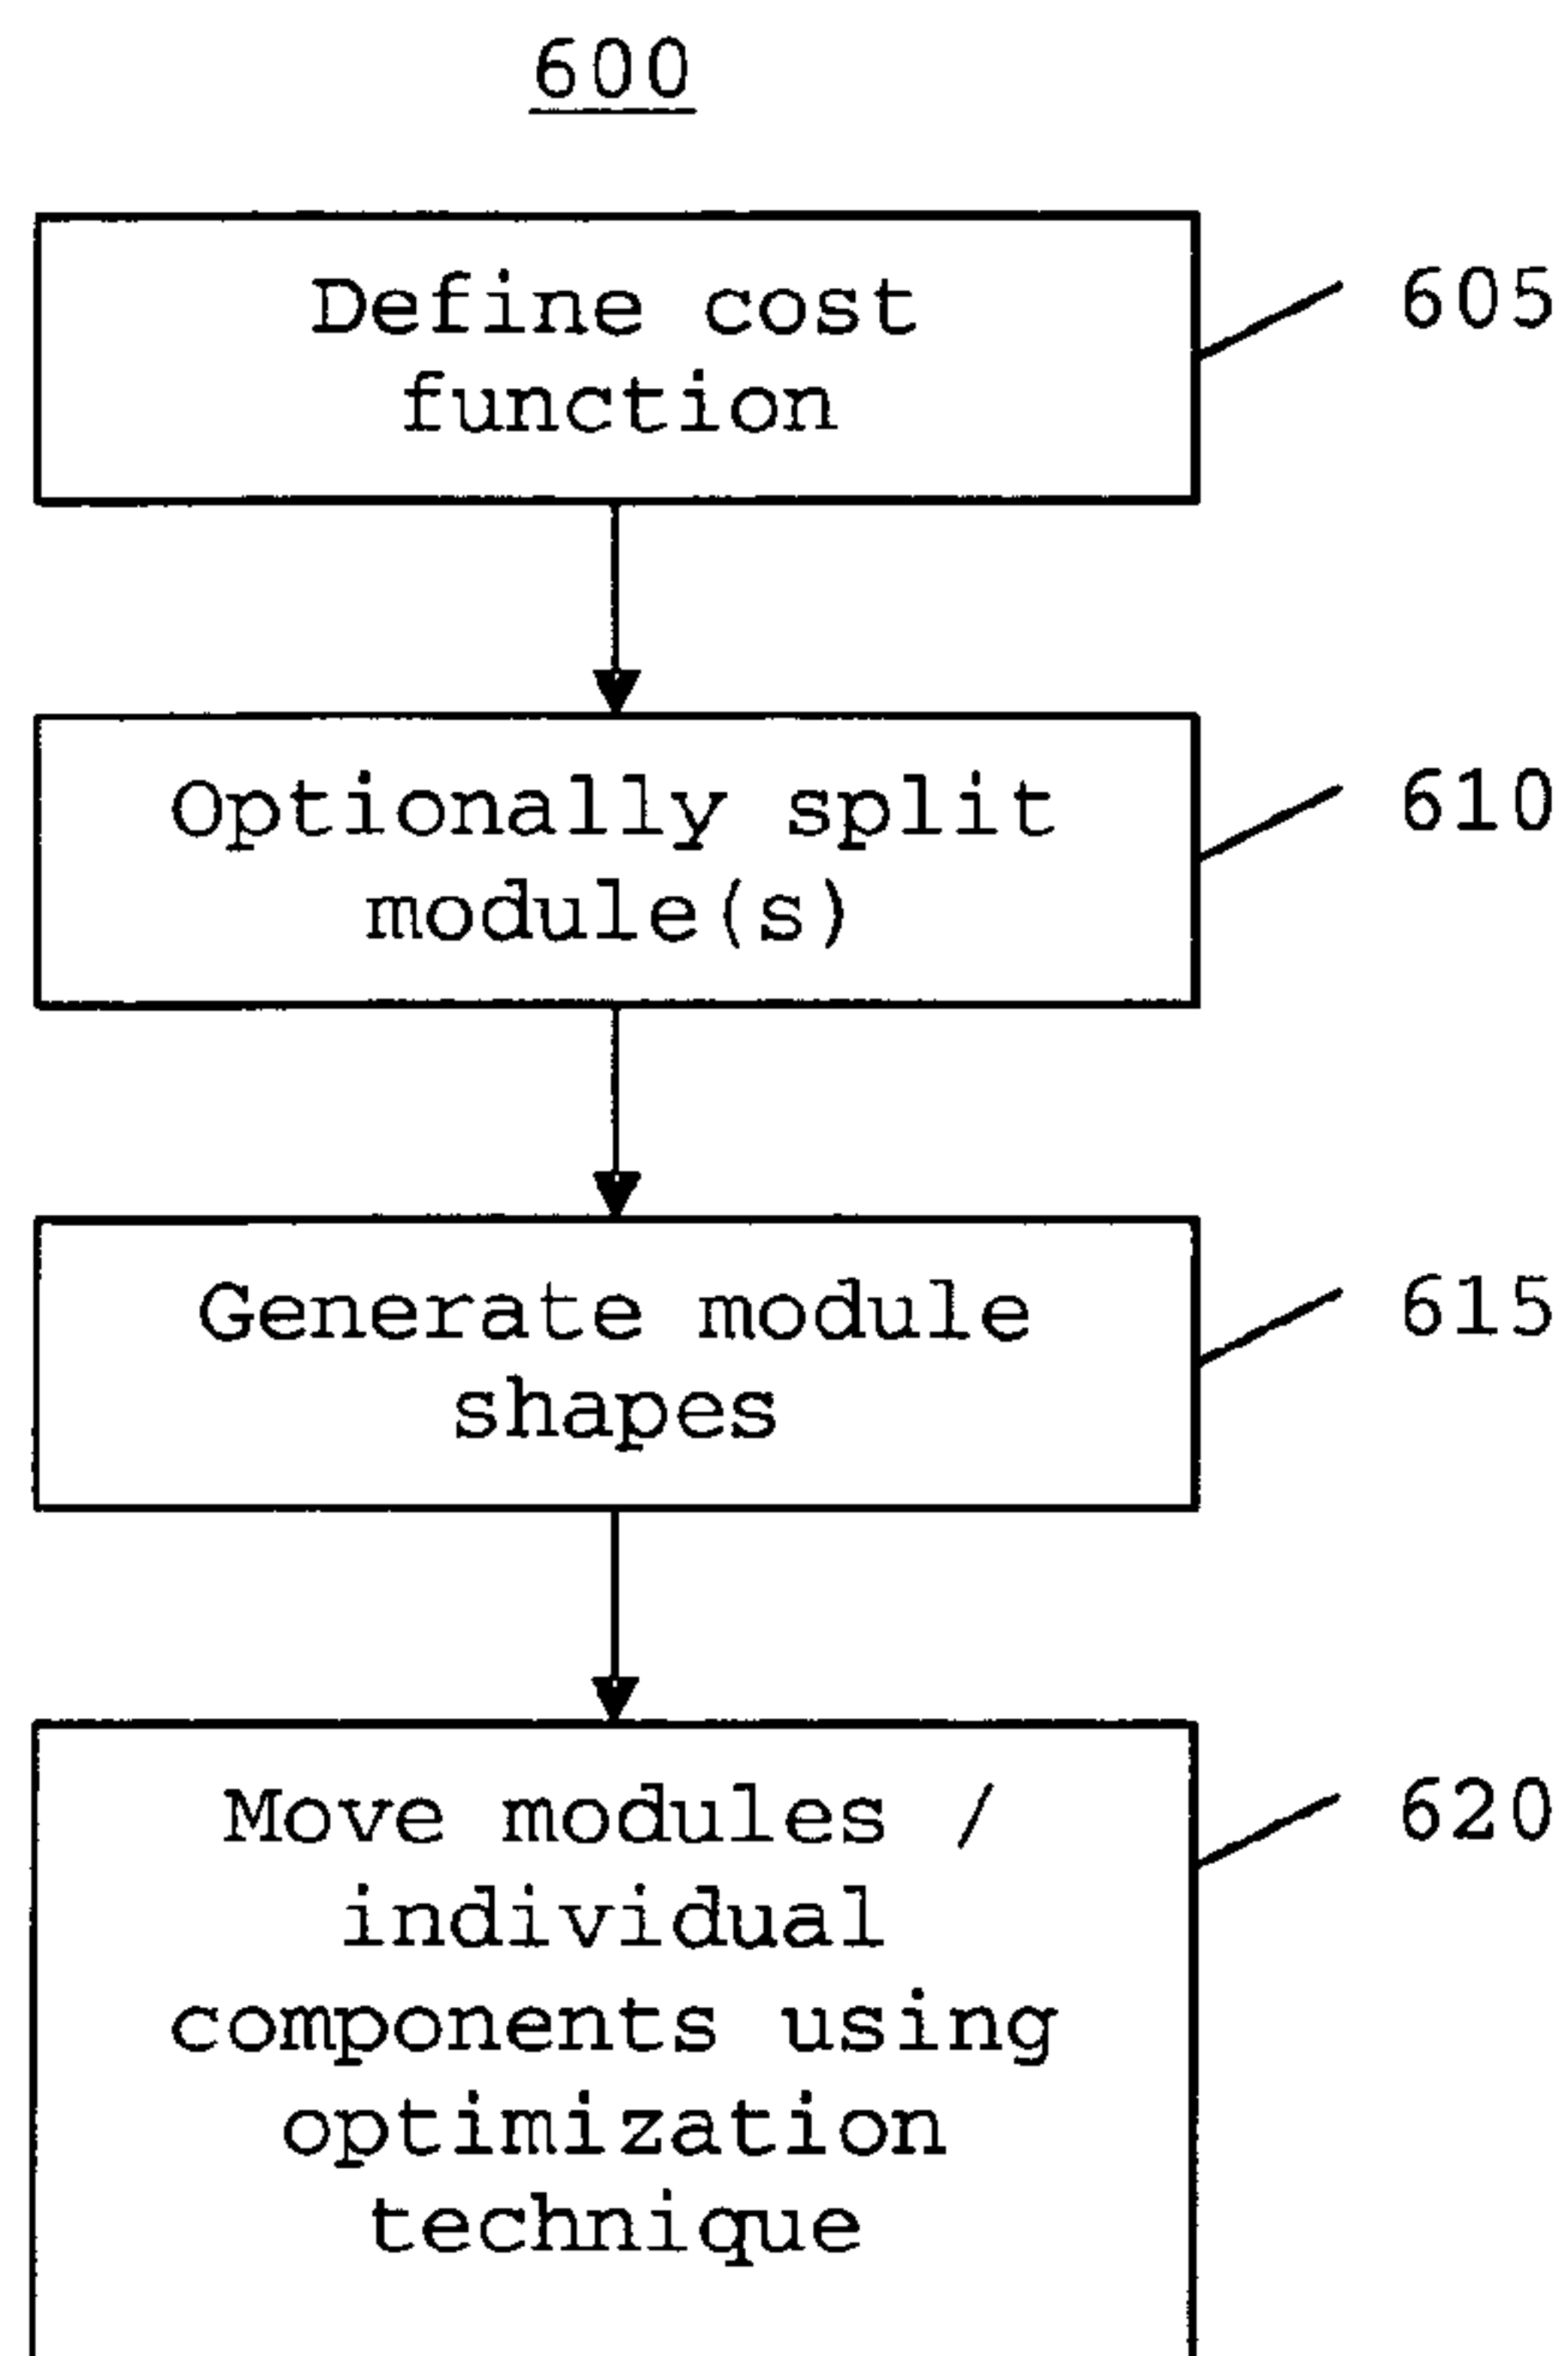 600
Define cost
function
605
Optionally split
module(s)
610
Generate module
shapes
615
Move modules /
individual
components using
optimization
technique
620